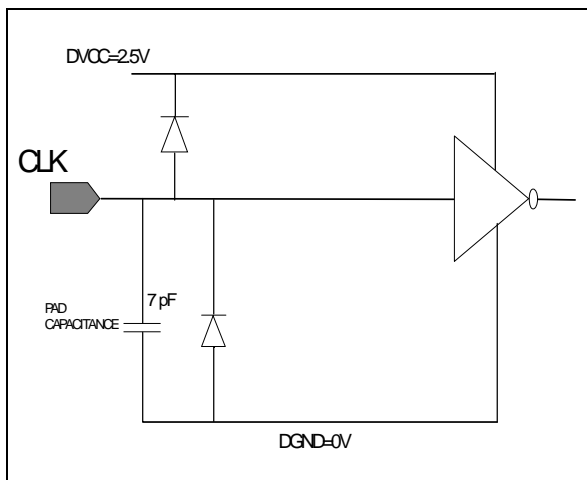 DVCC=2.5V
CLK
7 pF
PAD
CAPACITANCE
DGND=0V